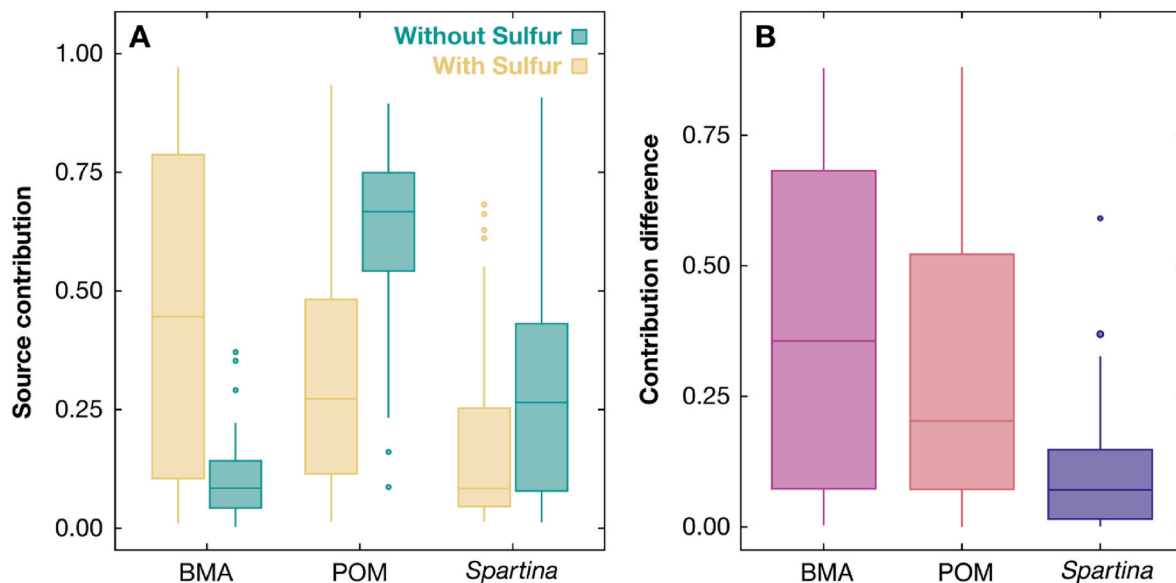 A
Without Sulfur
With Sulfur
Source contribution
1.00
0.75
0.50
0.25
0.00
BMA POM Spartina
B
Contribution difference
0.75
0.50
0.25
0.00
BMA POM Spartina